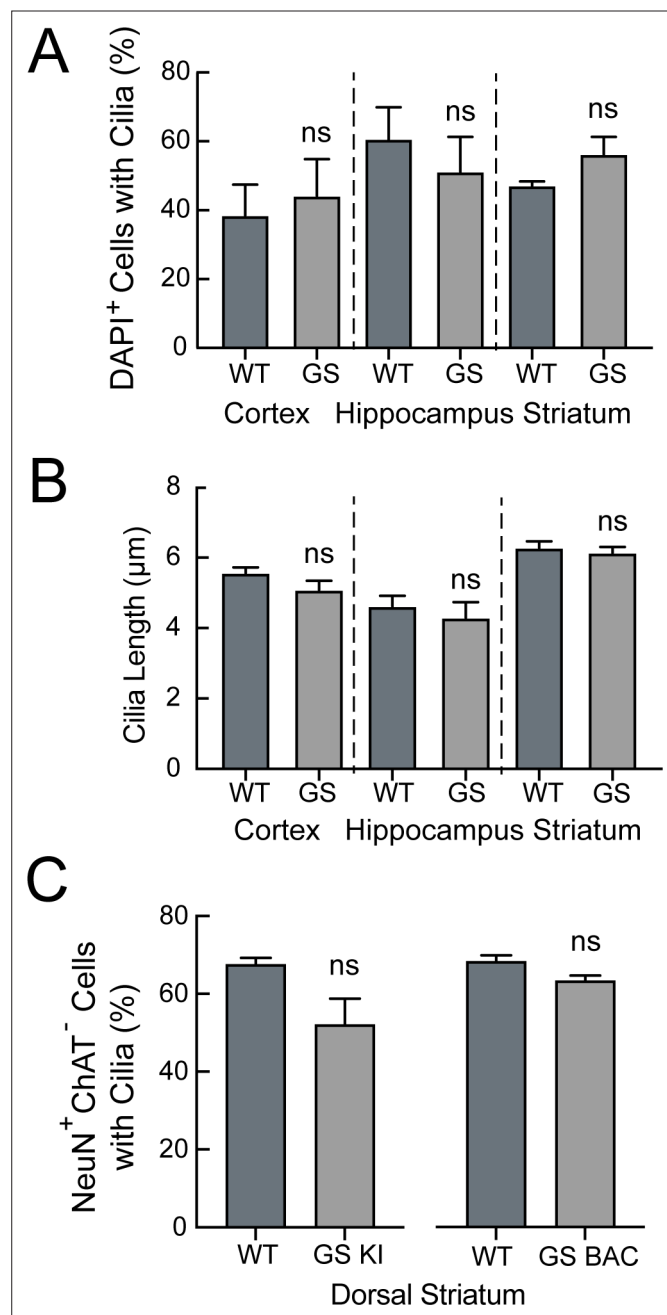 A
DAPI⁺ Cells with Cilia (%)
80
60
40
20
0
ns
ns
ns
WT GS WT GS WT GS
Cortex Hippocampus Striatum
B
Cilia Length (µm)
8
6
4
2
0
ns
ns
ns
WT GS WT GS WT GS
Cortex Hippocampus Striatum
C
NeuN⁺ChAT⁻ Cells
with Cilia (%)
80
60
40
20
0
ns
ns
WT GS KI WT GS BAC
Dorsal Striatum